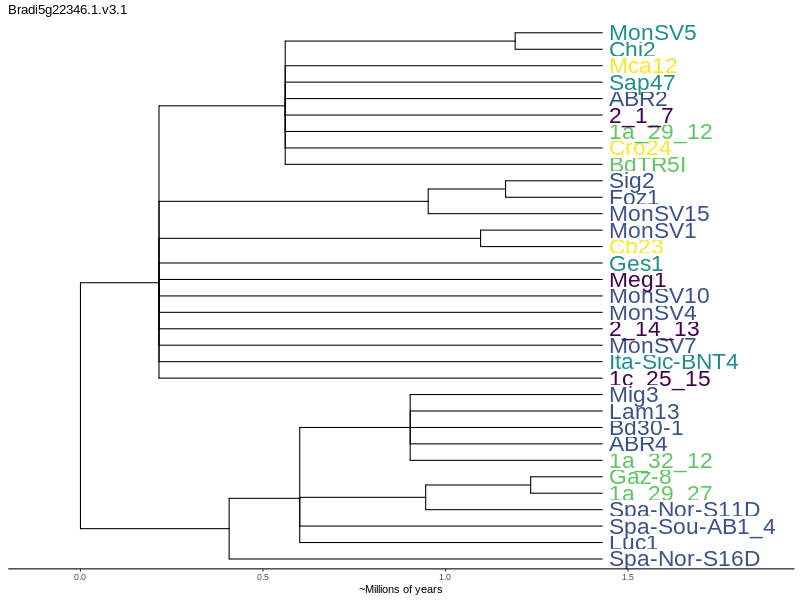 Bradi5g22346.1.v3.1
MonSV5
Chi2
Mca12
Sap47
ABR2
2_1_7
1a_29_12
Cro24
BdTR5I
Sig2
Foz1
MonSV15
MonSV1
Cb23
Ges1
Meg1
MonSV10
MonSV4
2_14_13
MonSV7
Ita-Sic-BNT4
1c_25_15
Mig3
Lam13
Bd30-1
ABR4
1a_32_12
Gaz-8
1a_29_27
Spa-Nor-S11D
Spa-Sou-AB1_4
Luc1
Spa-Nor-S16D
0.0 0.5 1.0 1.5
~Millions of years